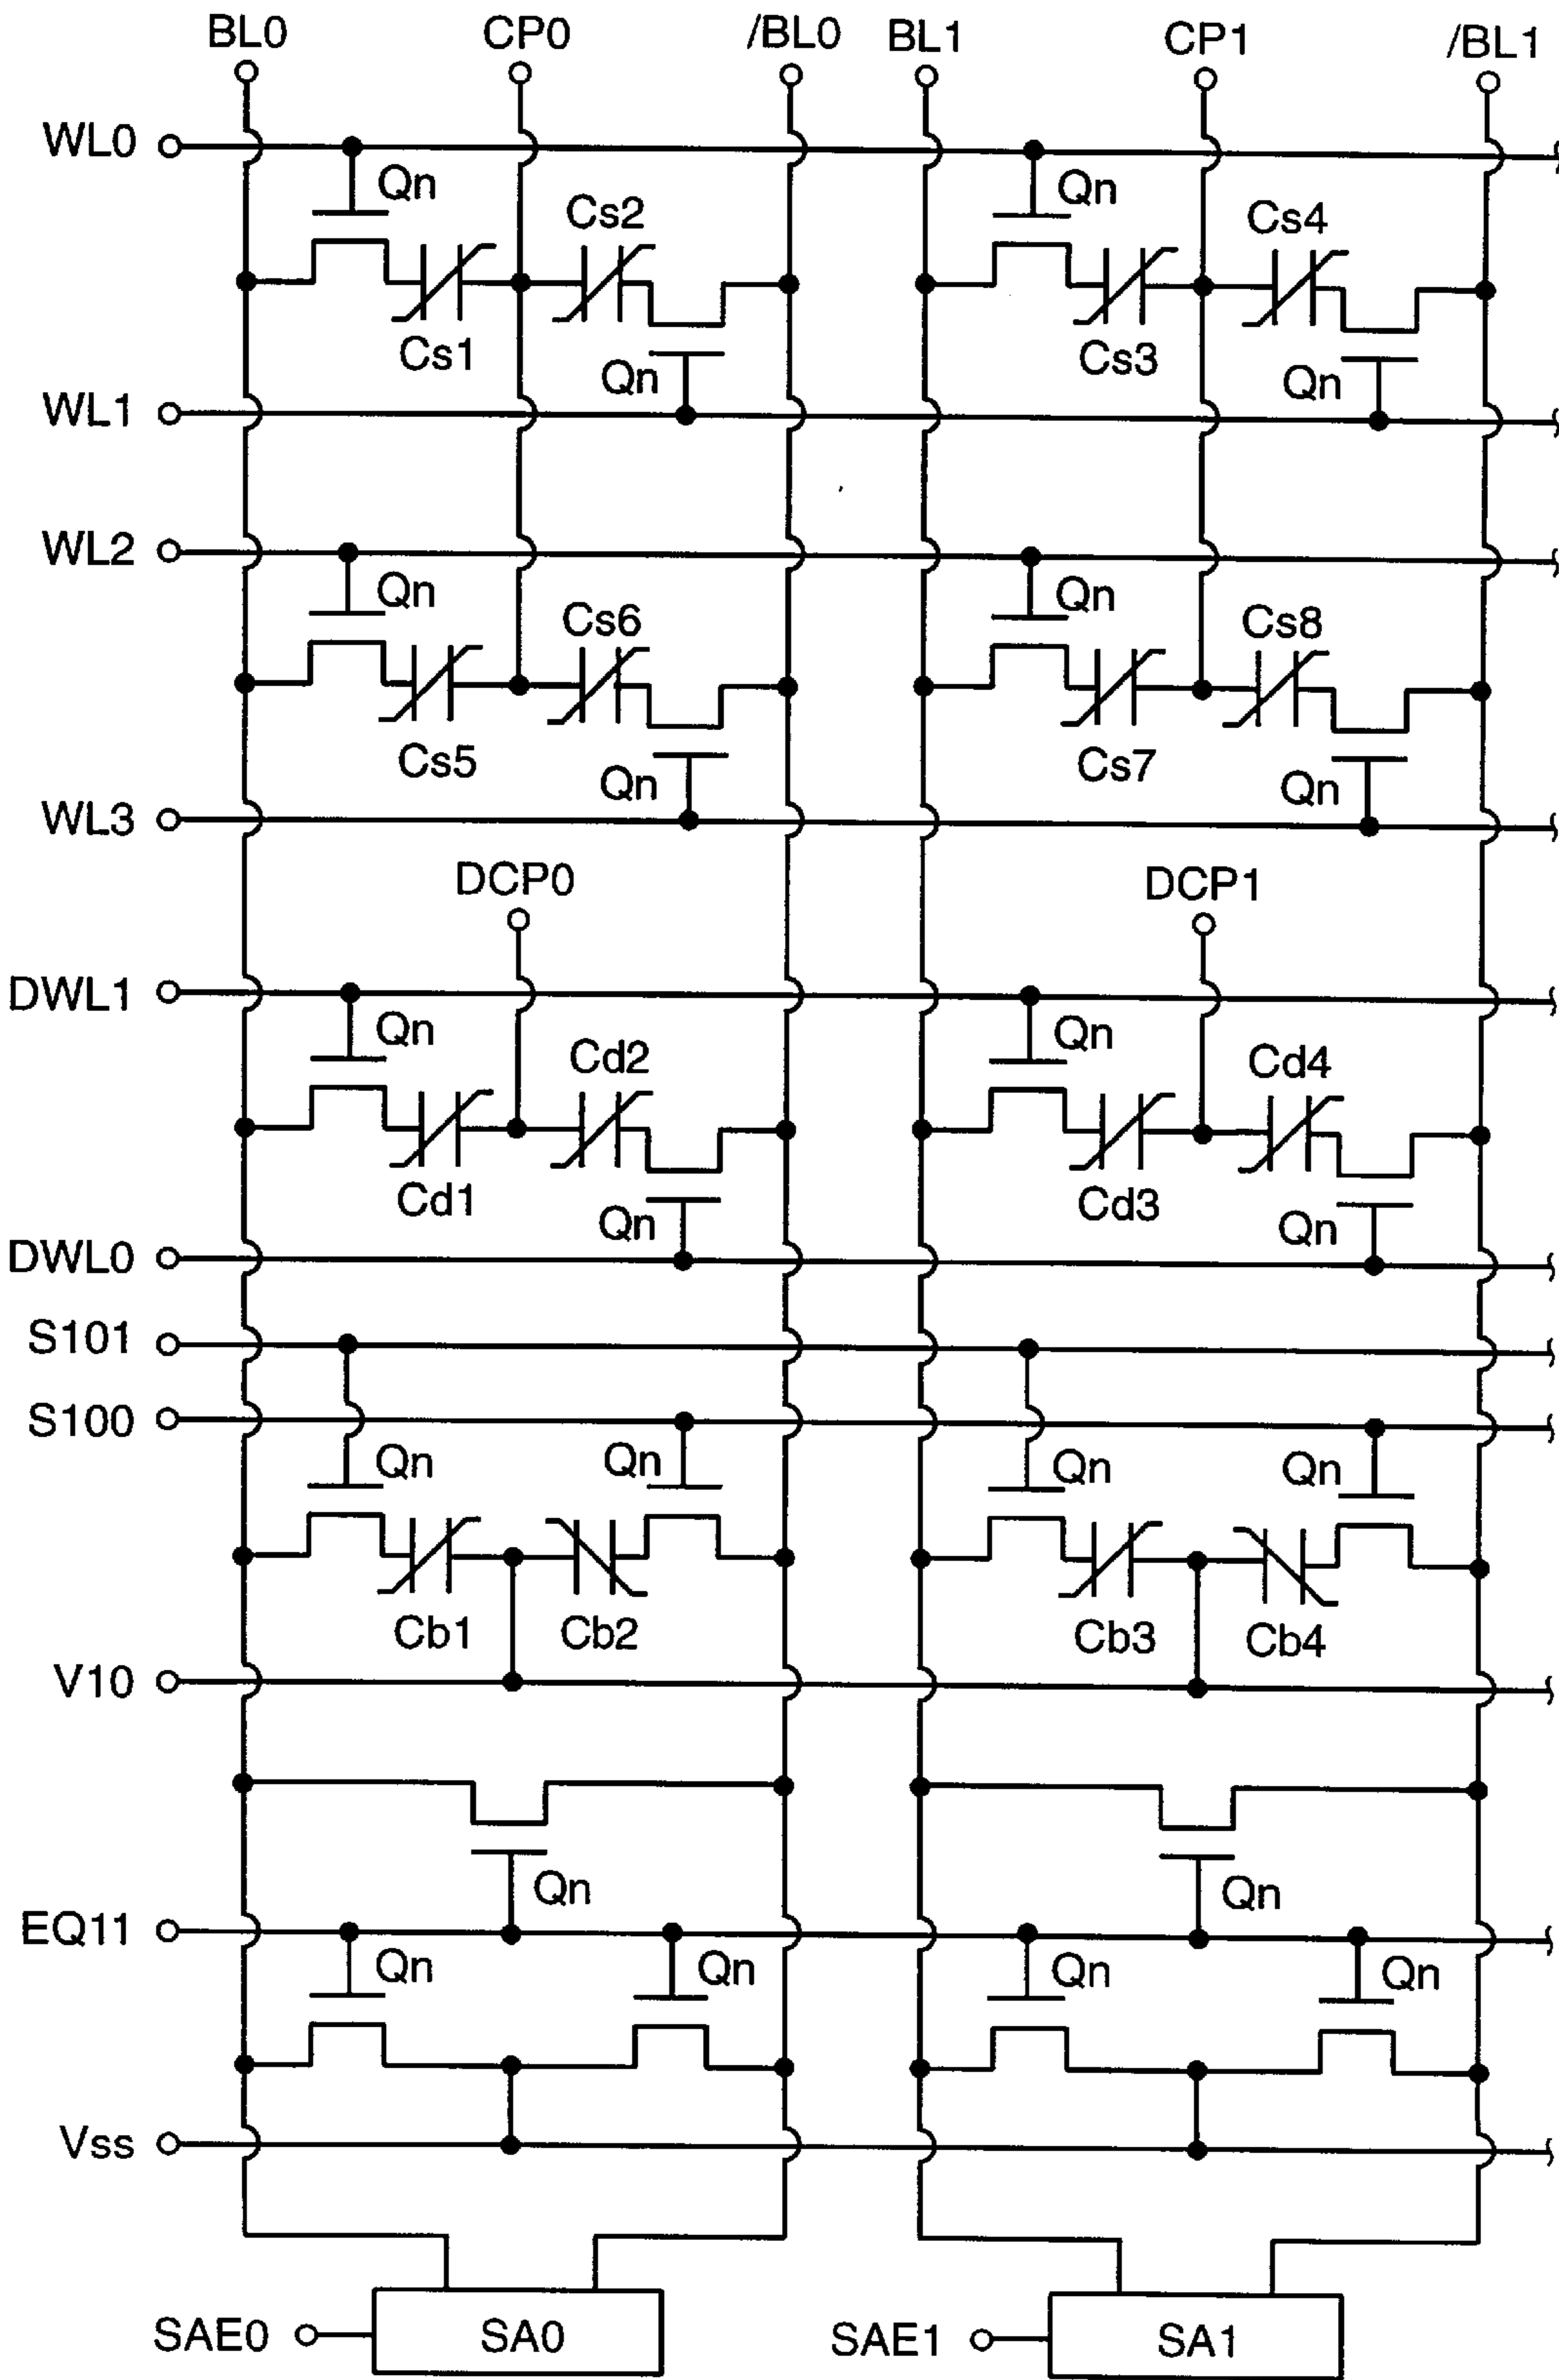 BL0 CP0 /BL0 BL1 CP1 /BL1
WL0
Qn Cs2 Qn Cs4
Cs1 Qn Cs3 Qn
WL1
WL2
Qn Cs6 Qn Cs8
Cs5 Qn Cs7 Qn
WL3
DCP0 DCP1
DWL1
Qn Cd2 Qn Cd4
Cd1 Qn Cd3 Qn
DWL0
S101
S100
Qn Qn Qn Qn
Cb1 Cb2 Cb3 Cb4
V10
Qn Qn
EQ11
Qn Qn Qn Qn
Vss
SAE0 SA0 SAE1 SA1